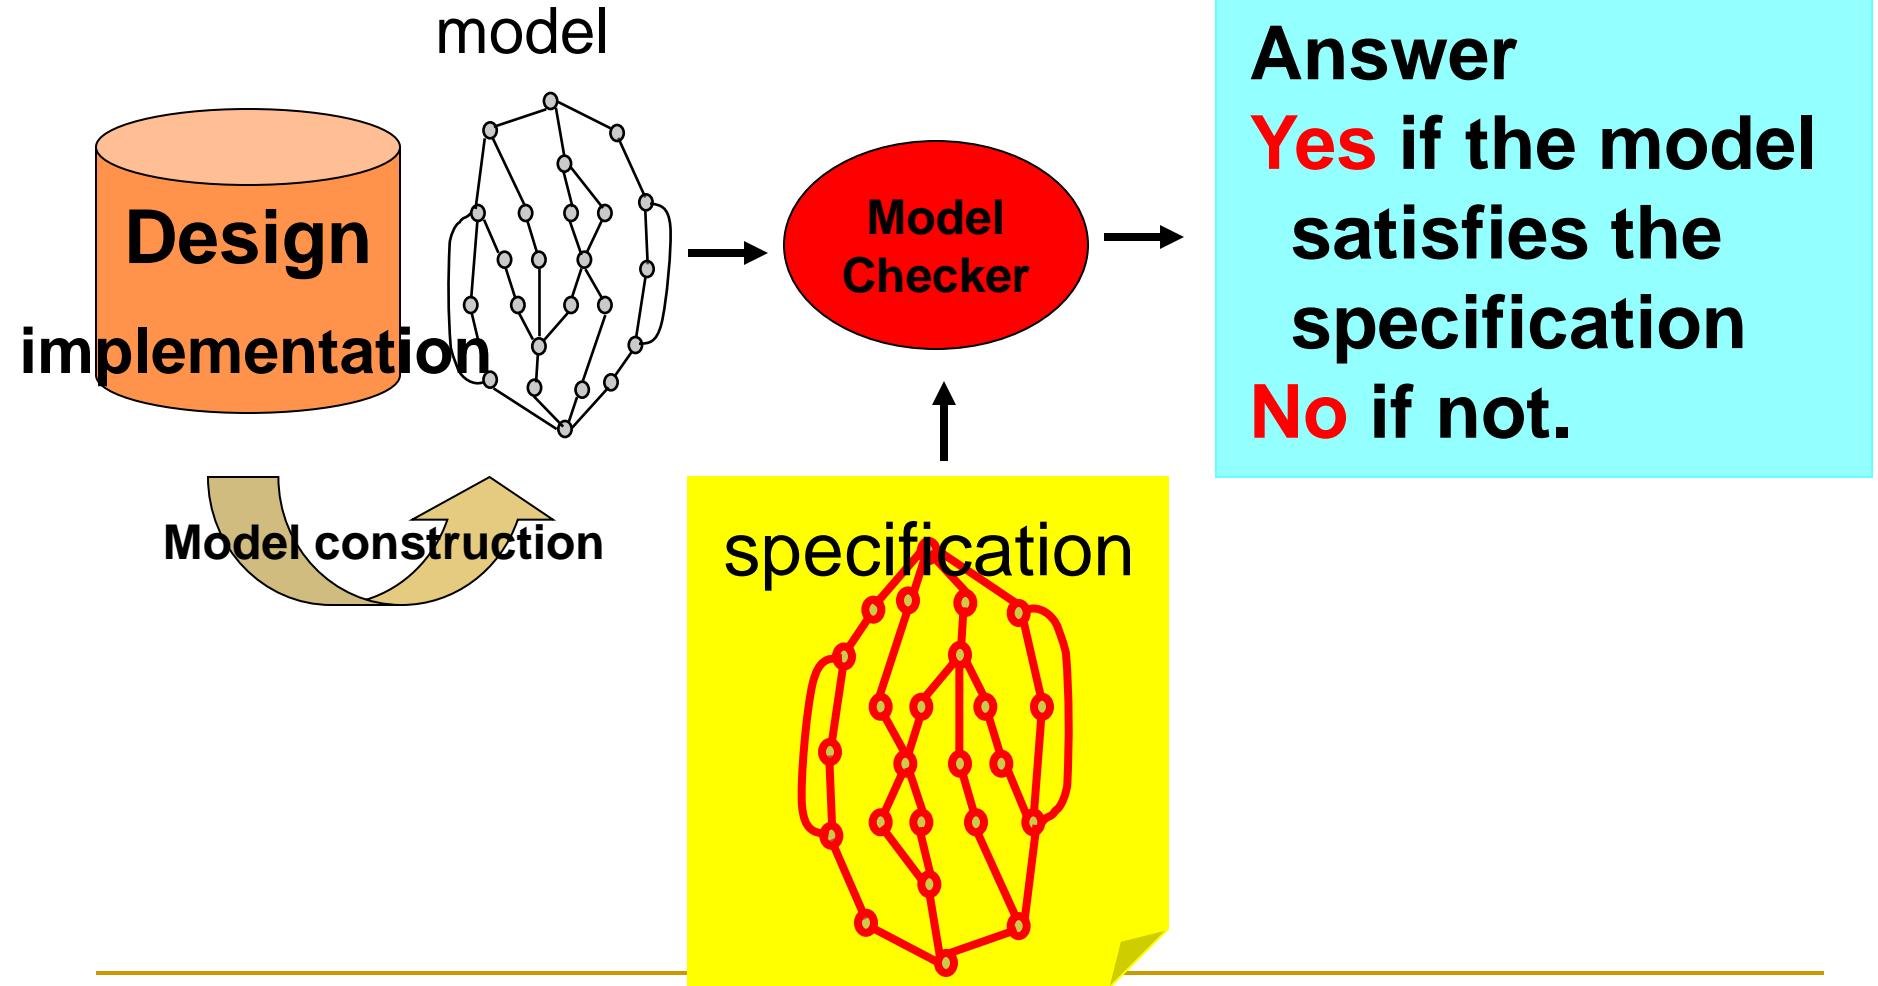 model
Design
implementation
Model construction
Model
Checker
specification
Answer
Yes if the model
satisfies the
specification
No if not.